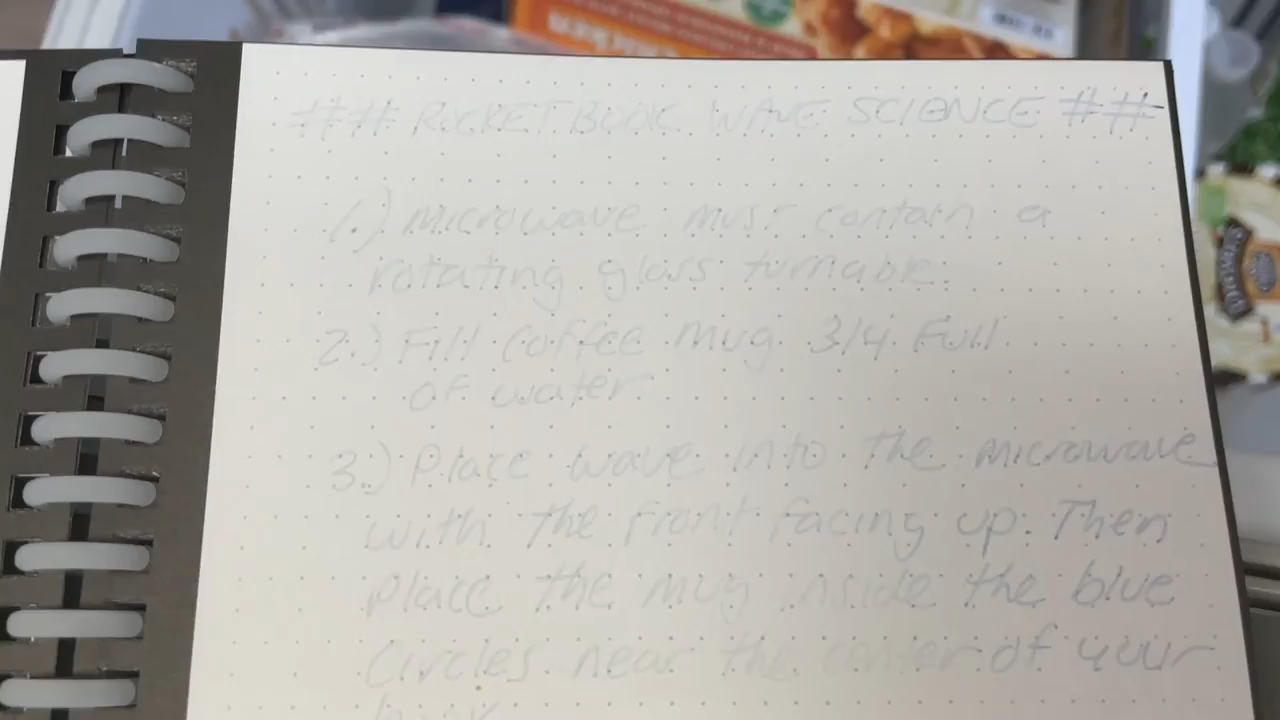 ## ROCKETBOOK WAVE SCIENCE ##
1.) microwave must contain a
rotating glass turnable.
2.) Fill coffee mug 3/4 Full
of water
3.) Place wave into the microwave
with the front facing up. Then
place the mug inside the blue
Circles near the center of your
book